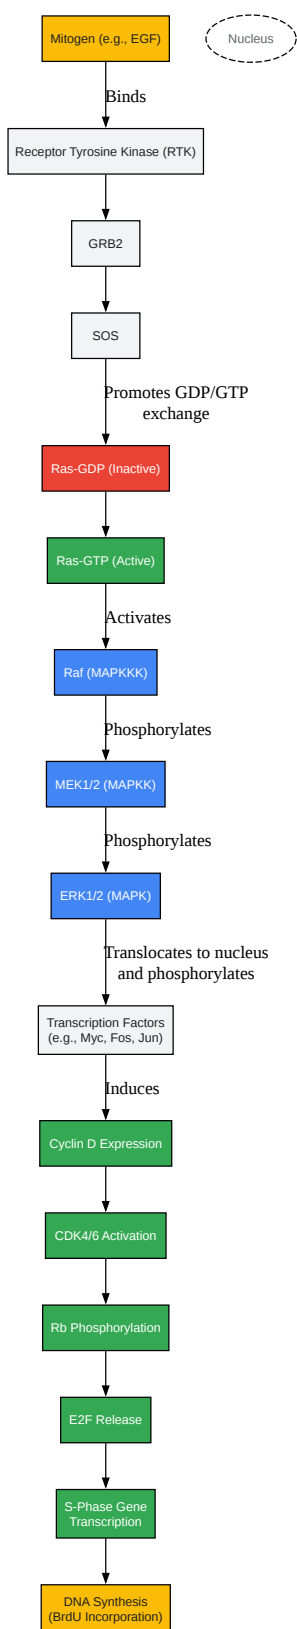 Mitogen (e.g., EGF)
Nucleus
Binds
Receptor Tyrosine Kinase (RTK)
GRB2
SOS
Promotes GDP/GTP
exchange
Ras-GDP (Inactive)
Ras-GTP (Active)
Activates
Raf (MAPKKK)
Phosphorylates
MEK1/2 (MAPKK)
Phosphorylates
ERK1/2 (MAPK)
Translocates to nucleus
and phosphorylates
Transcription Factors
(e.g., Myc, Fos, Jun)
Induces
Cyclin D Expression
CDK4/6 Activation
Rb Phosphorylation
E2F Release
S-Phase Gene
Transcription
DNA Synthesis
(BrdU Incorporation)